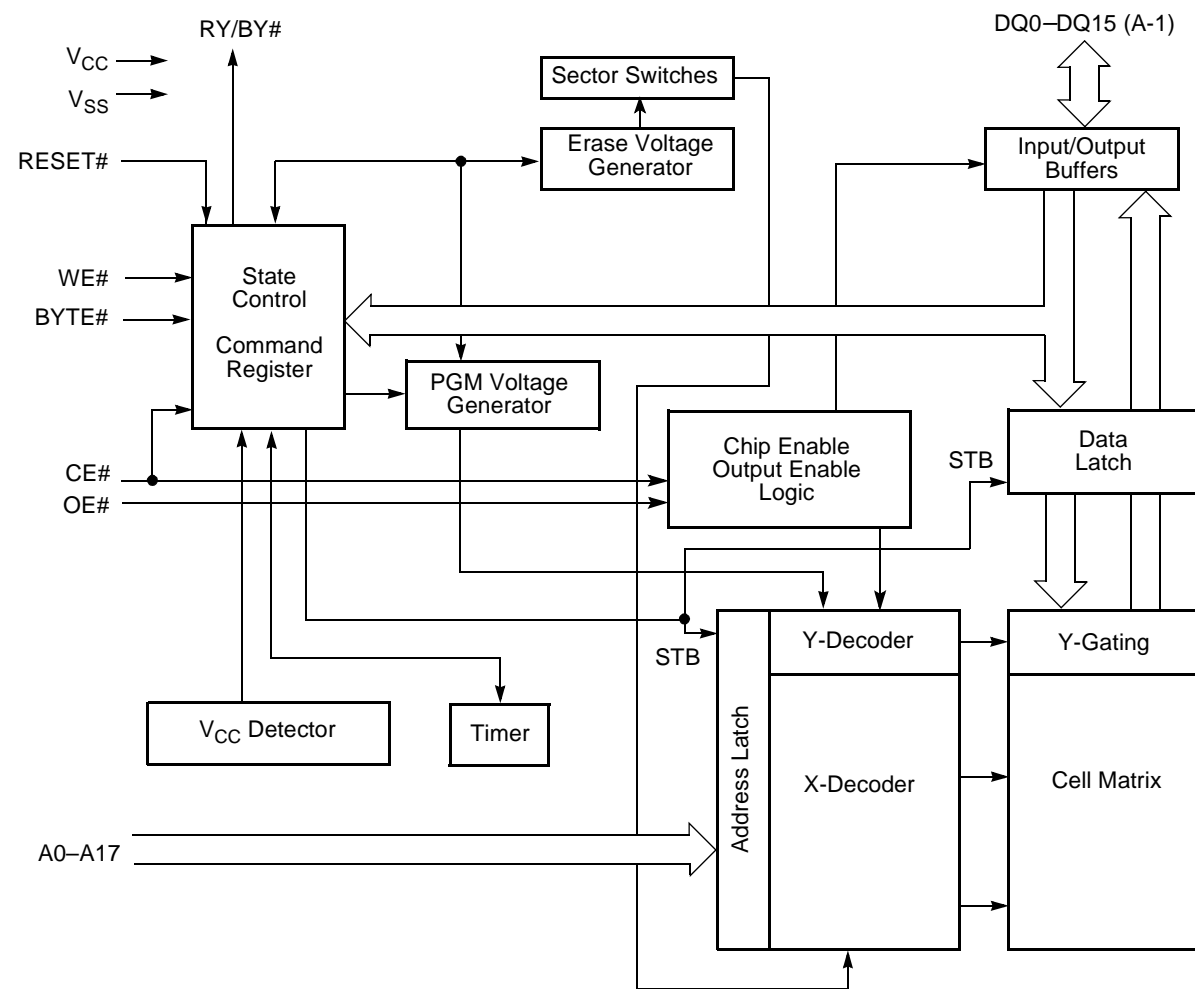 RY/BY#
DQ0–DQ15 (A-1)
VCC
VSS
Sector Switches
RESET#
Erase Voltage
Generator
Input/Output
Buffers
WE#
BYTE#
State
Control
Command
Register
PGM Voltage
Generator
CE#
OE#
Chip Enable
Output Enable
Logic
STB
Data
Latch
STB
Y-Decoder
Y-Gating
VCC Detector
Timer
Address Latch
X-Decoder
Cell Matrix
A0–A17